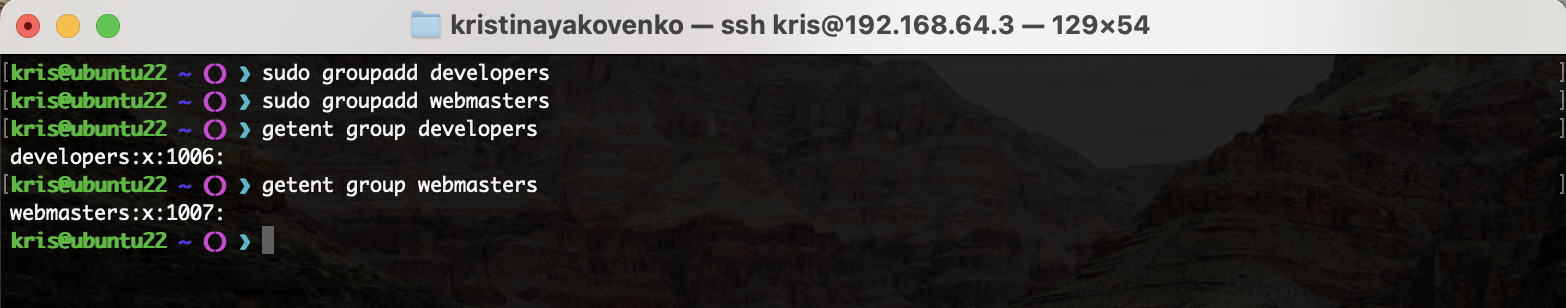 kristinayakovenko — ssh kris@192.168.64.3 — 129×54
[kris@ubuntu22 ~ () ❯ sudo groupadd developers ]
[kris@ubuntu22 ~ () ❯ sudo groupadd webmasters ]
[kris@ubuntu22 ~ () ❯ getent group developers ]
developers:x:1006:
[kris@ubuntu22 ~ () ❯ getent group webmasters ]
webmasters:x:1007:
kris@ubuntu22 ~ () ❯